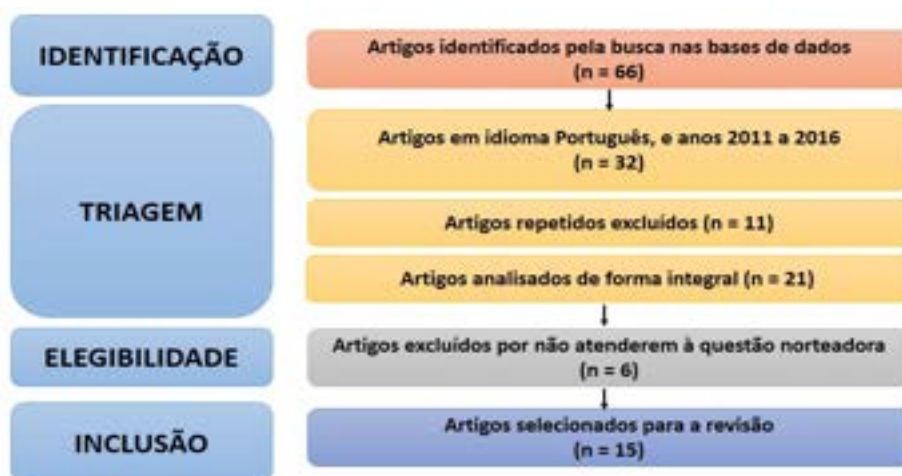 IDENTIFICAÇÃO
Artigos identificados pela busca nas bases de dados
(n = 66)
TRIAGEM
Artigos em idioma Português, e anos 2011 a 2016
(n = 32)
Artigos repetidos excluídos (n = 11)
Artigos analisados de forma integral (n = 21)
ELEGIBILIDADE
Artigos excluídos por não atenderem à questão norteadora
(n = 6)
INCLUSÃO
Artigos selecionados para a revisão
(n = 15)